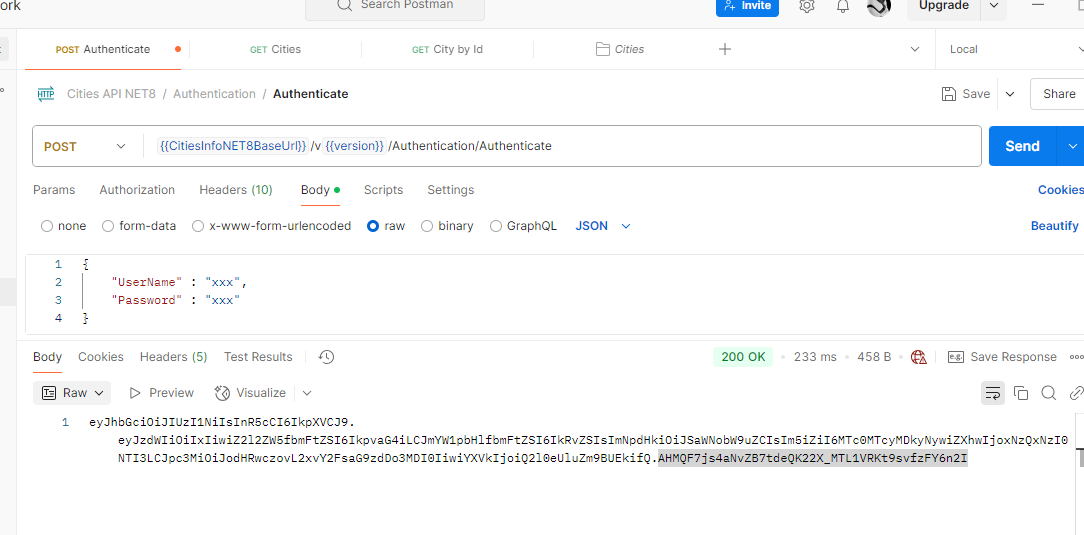 ork
Search Postman
Invite
Upgrade
POST Authenticate
GET Cities
GET City by Id
Cities
Local
Cities API NET8 / Authentication / Authenticate
Save
Share
POST
{{CitiesInfoNET8BaseUrl}} /v {{version}} /Authentication/Authenticate
Send
Params Authorization Headers (10) Body Scripts Settings
Cookies
none form-data x-www-form-urlencoded raw binary GraphQL JSON
Beautify
1 {
2 "UserName" : "xxx",
3 "Password" : "xxx"
4 }
Body Cookies Headers (5) Test Results
200 OK • 233 ms • 458 B
e.g. Save Response
Raw Preview Visualize
1 eyJhbGciOiJIUzI1NiIsInR5cCI6IkpXVCJ9.
eyJzdWIiOiIxIiwiZ2l2ZW5fbmFtZSI6IkpvaG4iLCJmYW1pbHlfbmFtZSI6IkRvZSIsImNpdHkiOiJSaWNobW9uZCIsIm5iZiI6MTc0MTcyMDkyNywiZXhwIjoxNzQxNzI0
NTI3LCJpc3MiOiJodHRwczovL2xvY2FsaG9zdDo3MDI0IiwiYXVkIjoiQ2l0eUluZm9BUEkifQ.AHMQF7js4aNvZB7tdeQK22X_MTL1VRKt9svfzFY6n2I